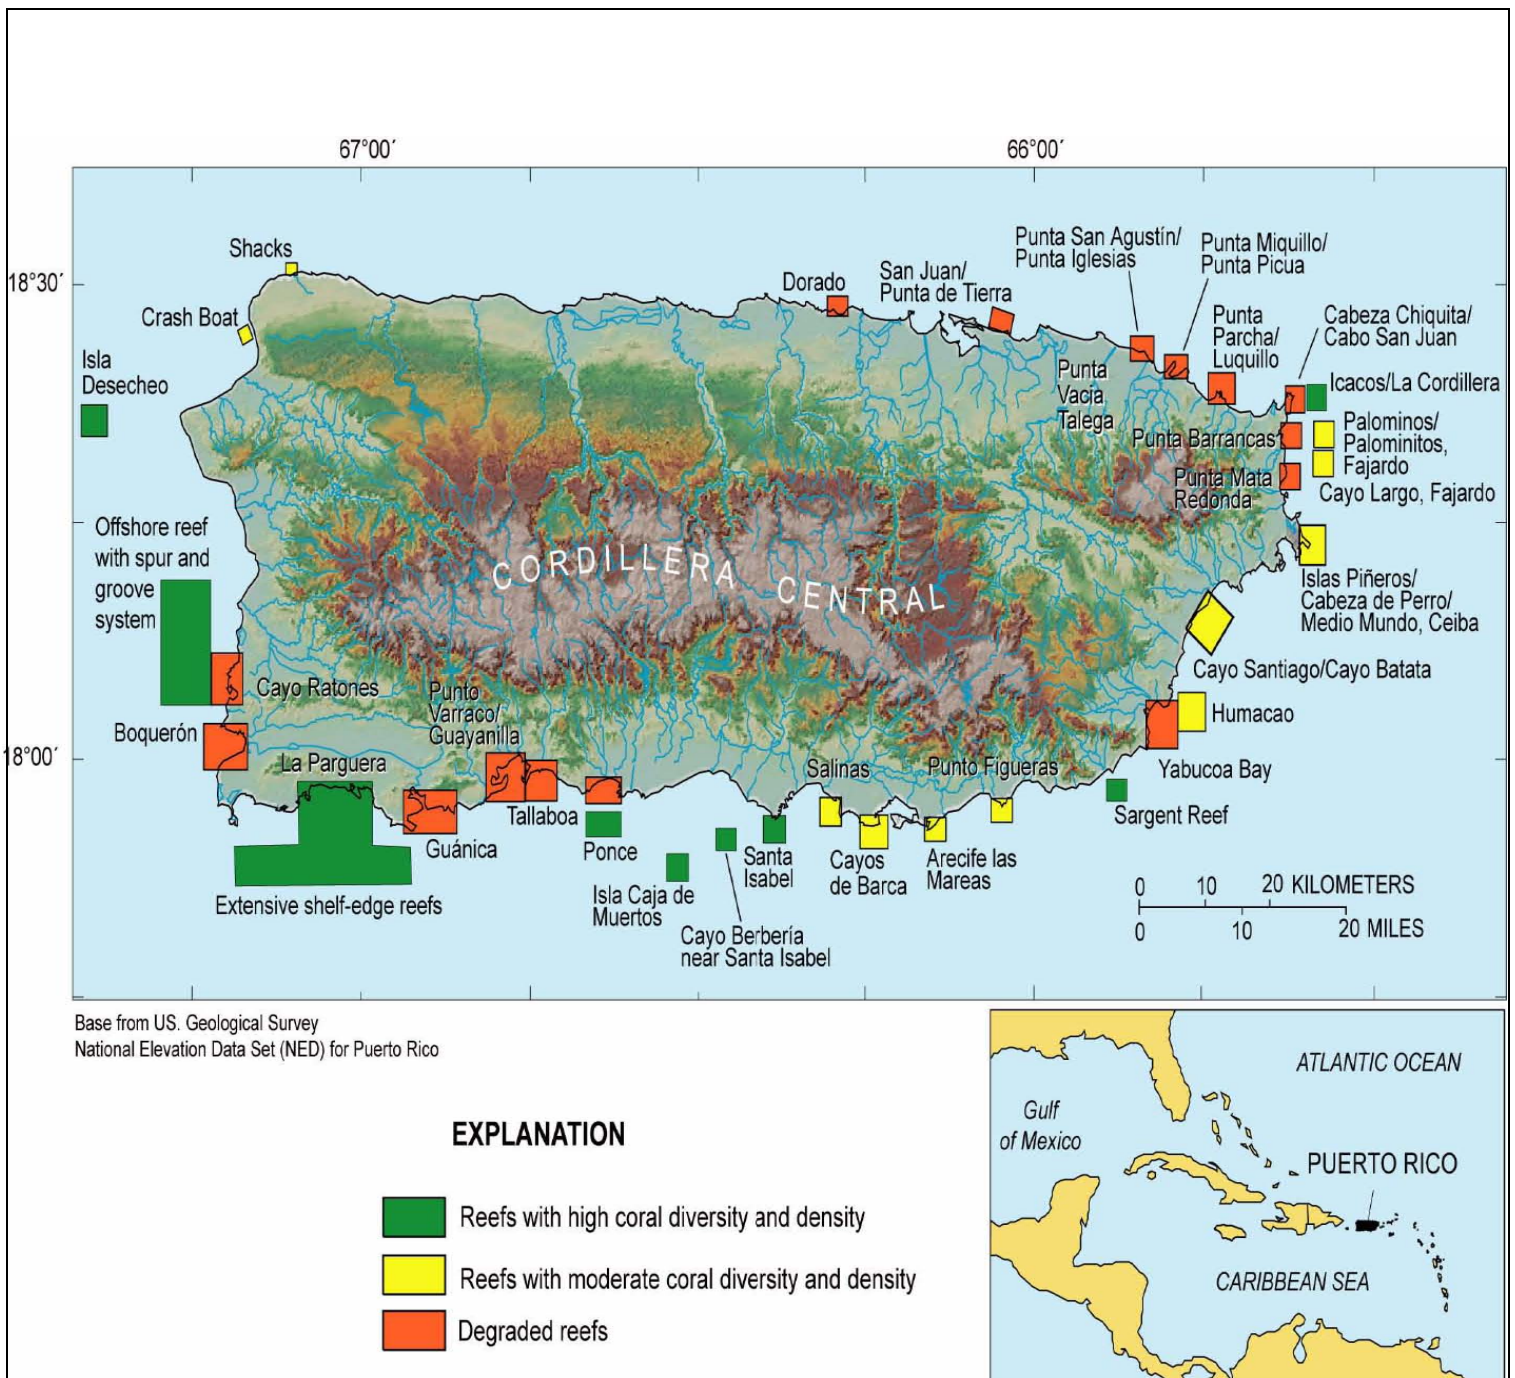 67°00′
66°00′
18°30′
18°00′
Shacks
Crash Boat
Isla
Desecheo
Offshore reef
with spur and
groove
system
Cayo Ratones
Boquerón
La Parguera
Extensive shelf-edge reefs
Guánica
Punto
Varraco/
Guayanilla
Tallaboa
Ponce
Isla Caja de
Muertos
Cayo Berbería
near Santa Isabel
Santa
Isabel
Salinas
Cayos
de Barca
Arecife las
Mareas
Punto Figueras
Sargent Reef
Yabucoa Bay
Humacao
Cayo Santiago/Cayo Batata
Islas Piñeros/
Cabeza de Perro/
Medio Mundo, Ceiba
Cayo Largo, Fajardo
Palominos/
Palominitos,
Fajardo
Icacos/La Cordillera
Cabeza Chiquita/
Cabo San Juan
Punta
Parcha/
Luquillo
Punta Miquillo/
Punta Picua
Punta San Agustín/
Punta Iglesias
San Juan/
Punta de Tierra
Dorado
Punta
Vacia
Talega
Punta Barrancas
Punta Mata
Redonda
CORDILLERA CENTRAL
0 10 20 KILOMETERS
0 10 20 MILES
Base from US. Geological Survey
National Elevation Data Set (NED) for Puerto Rico
EXPLANATION
Reefs with high coral diversity and density
Reefs with moderate coral diversity and density
Degraded reefs
ATLANTIC OCEAN
Gulf
of Mexico
PUERTO RICO
CARIBBEAN SEA